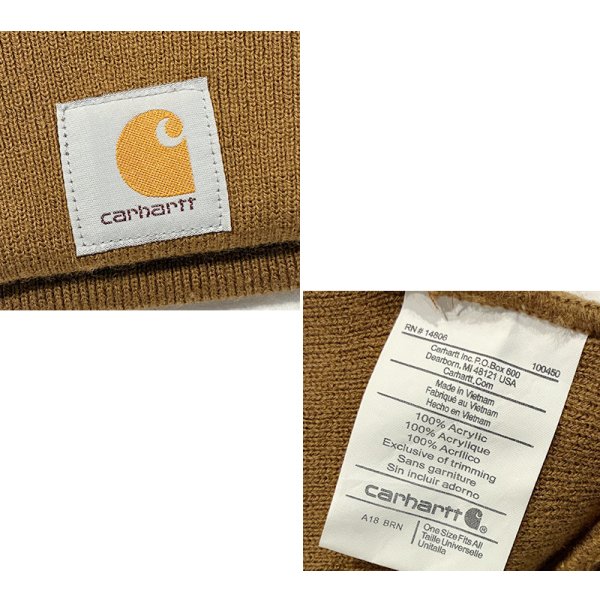 carhartt
RN # 14806
Carhartt Inc. P.O. Box 600
Dearborn, MI 48121 USA
100450
Carhartt.Com
Made in Vietnam
Fabriqué au Vietnam
Hecho en Vietnam
100% Acrylic
100% Acrylique
100% Acrílico
Exclusive of trimming
Sans garniture
Sin incluir adorno
carhartt ®
A18 BRN
One Size Fits All
Taille Universelle
Unitalla